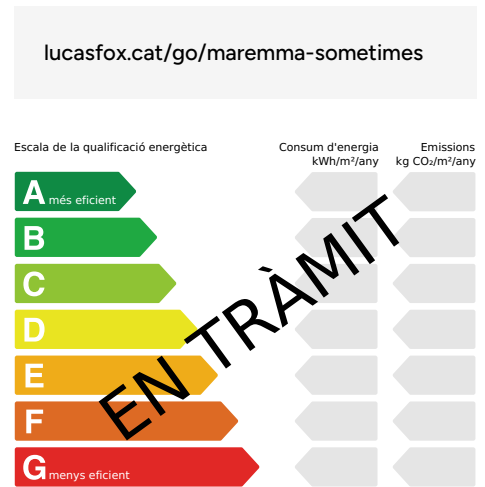 lucasfox.cat/go/maremma-sometimes
Escala de la qualificació energètica
Consum d'energia
kWh/m²/any
Emissions
kg CO₂/m²/any
A més eficient
B
C
D
E
F
G menys eficient
EN TRÀMIT